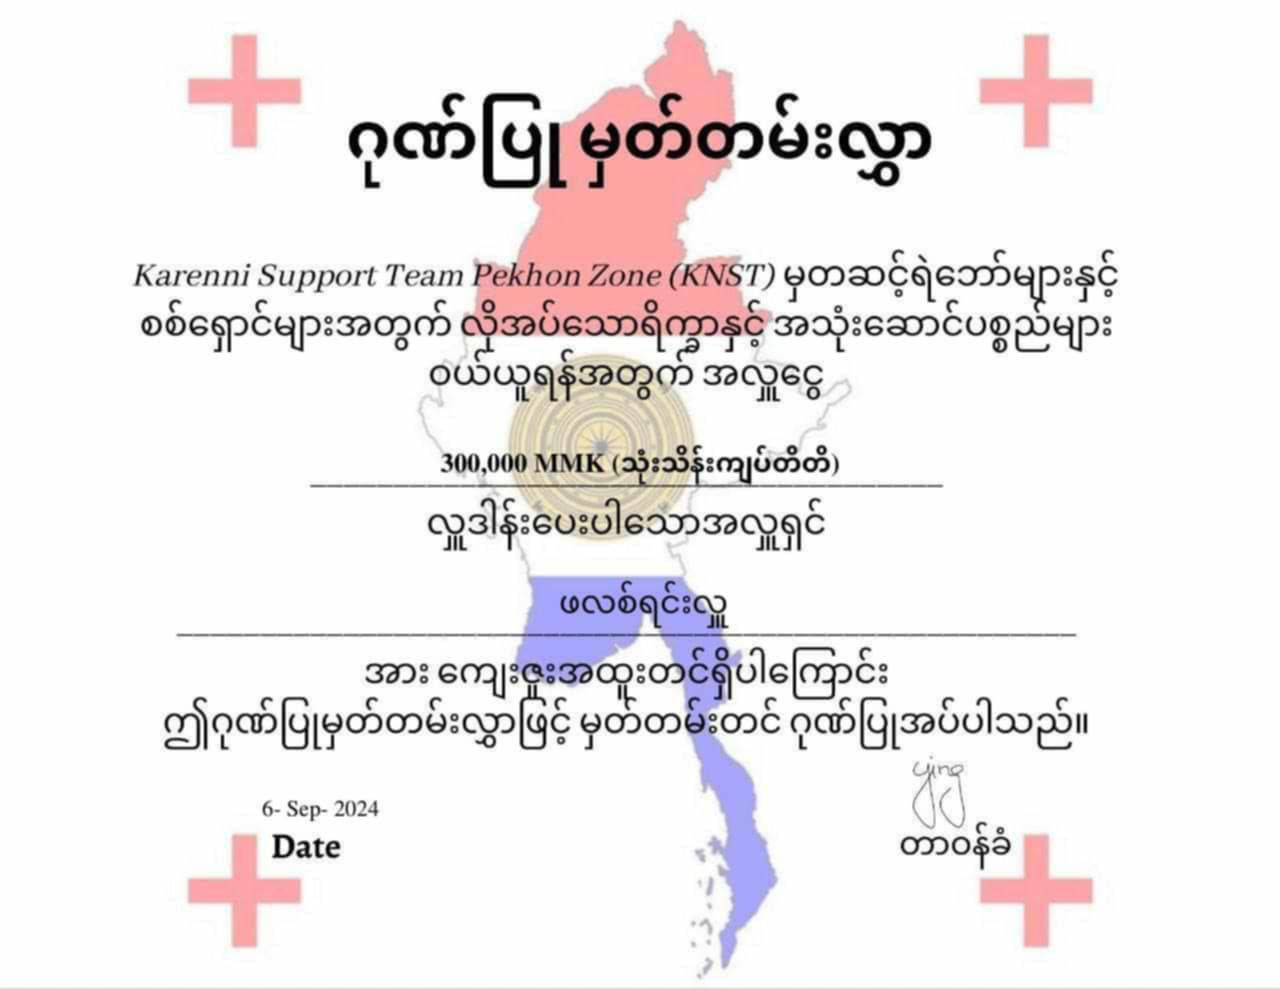 ဂုဏ်ပြု မှတ်တမ်းလွှာ
Karenni Support Team Pekhon Zone (KNST) မှတဆင့်ရဲဘော်များနှင့်
စစ်ရှောင်များအတွက် လိုအပ်သောရိက္ခာနှင့် အသုံးဆောင်ပစ္စည်များ
ဝယ်ယူရန်အတွက် အလှူငွေ
300,000 MMK (သုံးသိန်းကျပ်တိတိ)
လှူဒါန်းပေးပါသောအလှူရှင်
ဖလစ်ရင်းလှူ
အား ကျေးဇူးအထူးတင်ရှိပါကြောင်း
ဤဂုဏ်ပြုမှတ်တမ်းလွှာဖြင့် မှတ်တမ်းတင် ဂုဏ်ပြုအပ်ပါသည်။
ying
6- Sep- 2024
Date
တာဝန်ခံ